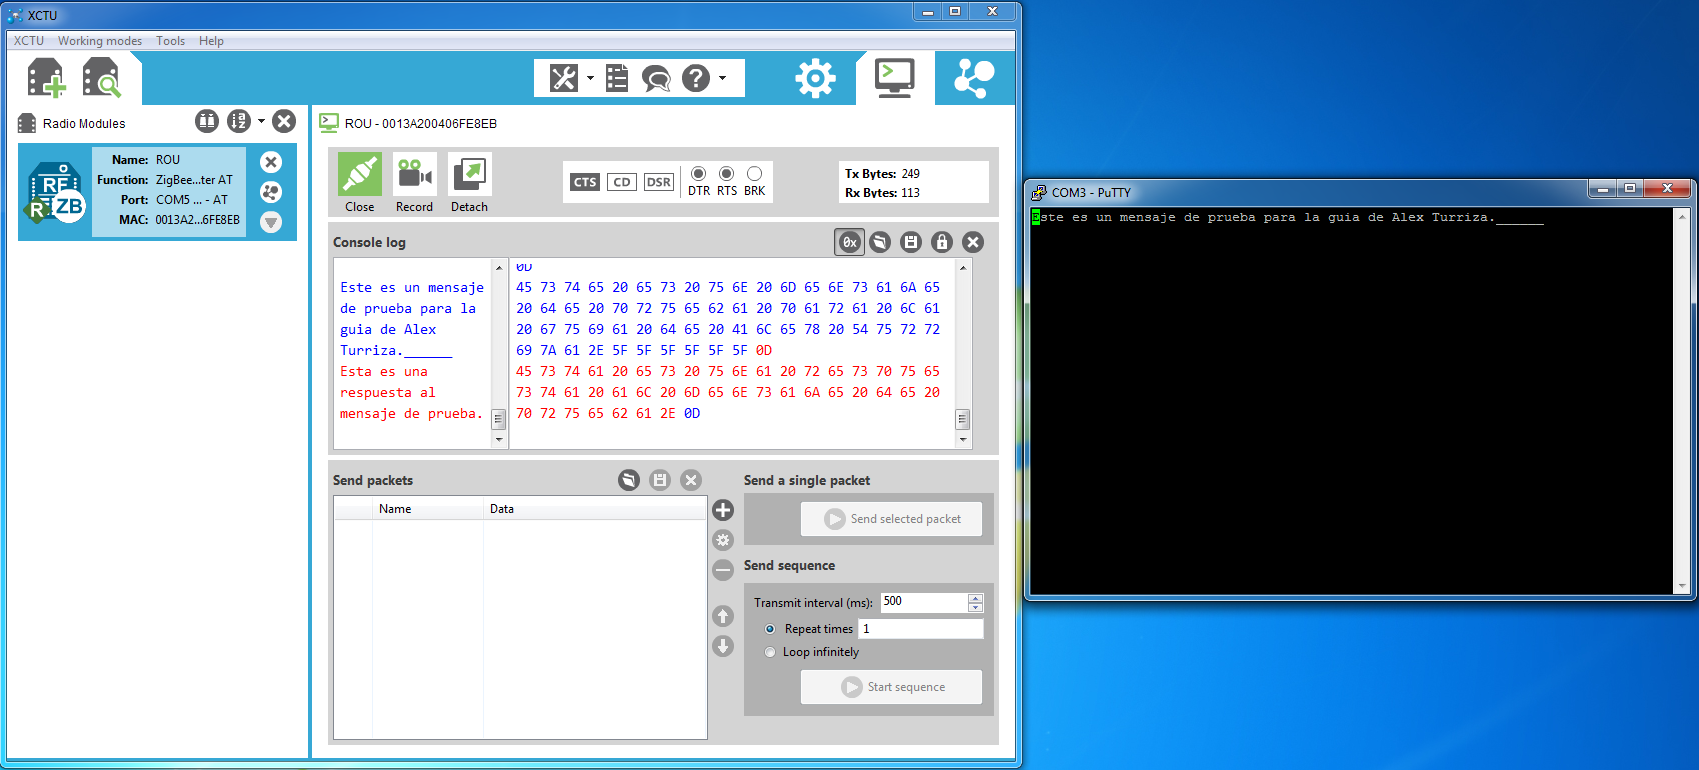 XCTU
XCTU Working modes Tools Help
Radio Modules
Name: ROU
Function: ZigBee...ter AT
Port: COM5 ... - AT
MAC: 0013A2...6FE8EB
RF
R ZB
ROU - 0013A200406FE8EB
Close Record Detach
CTS CD DSR
DTR RTS BRK
Tx Bytes: 249
Rx Bytes: 113
Console log
0x
Este es un mensaje
de prueba para la
guia de Alex
Turriza.______
Esta es una
respuesta al
mensaje de prueba.
0D
45 73 74 65 20 65 73 20 75 6E 20 6D 65 6E 73 61 6A 65
20 64 65 20 70 72 75 65 62 61 20 70 61 72 61 20 6C 61
20 67 75 69 61 20 64 65 20 41 6C 65 78 20 54 75 72 72
69 7A 61 2E 5F 5F 5F 5F 5F 5F 0D
45 73 74 61 20 65 73 20 75 6E 61 20 72 65 73 70 75 65
73 74 61 20 61 6C 20 6D 65 6E 73 61 6A 65 20 64 65 20
70 72 75 65 62 61 2E 0D
Send packets
Name Data
Send a single packet
Send selected packet
Send sequence
Transmit interval (ms): 500
Repeat times 1
Loop infinitely
Start sequence
COM3 - PuTTY
Este es un mensaje de prueba para la guia de Alex Turriza.______